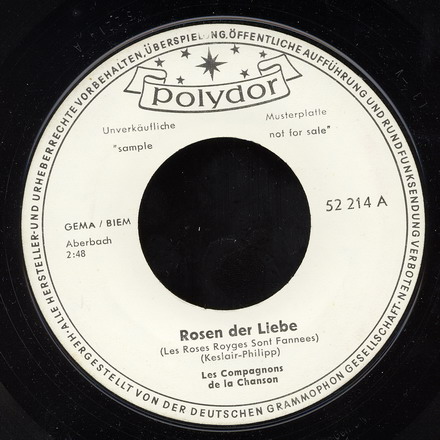 ALLE HERSTELLER-UND URHEBERRECHTE VORBEHALTEN, ÜBERSPIELUNG, ÖFFENTLICHE AUFFÜHRUNG UND RUNDFUNKSENDUNG VERBOTEN.
polydor
Unverkäufliche Musterplatte
"sample not for sale"
52 214 A
GEMA / BIEM
Aberbach
2:48
Rosen der Liebe
(Les Roses Royges Sont Fannees)
(Keslair-Philipp)
Les Compagnons
de la Chanson
HERGESTELLT VON DER DEUTSCHEN GRAMMOPHON GESELLSCHAFT